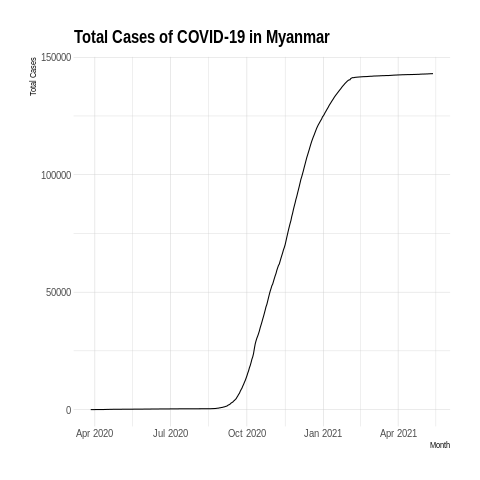 Total Cases of COVID-19 in Myanmar
Total Cases
150000
100000
50000
0
Apr 2020 Jul 2020 Oct 2020 Jan 2021 Apr 2021
Month